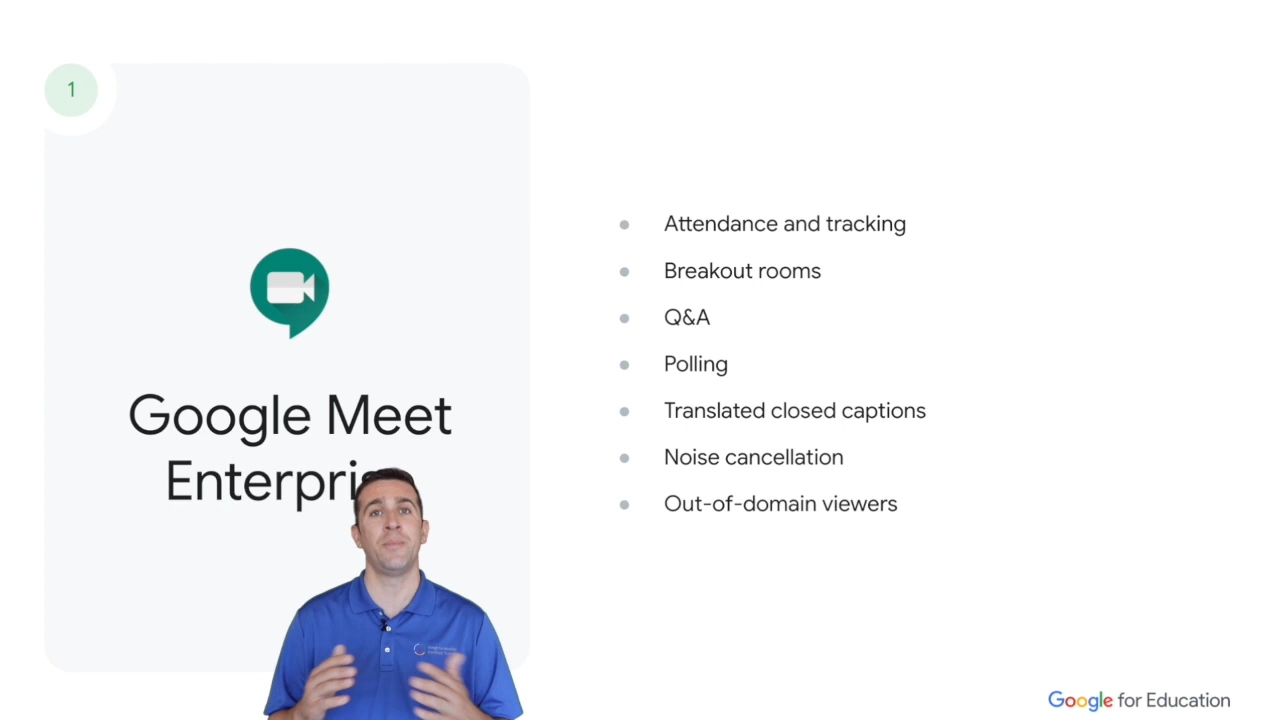 1
Google Meet
Attendance and tracking
Breakout rooms
Q&A
Polling
Translated closed captions
Noise cancellation
Out-of-domain viewers
Google for Education